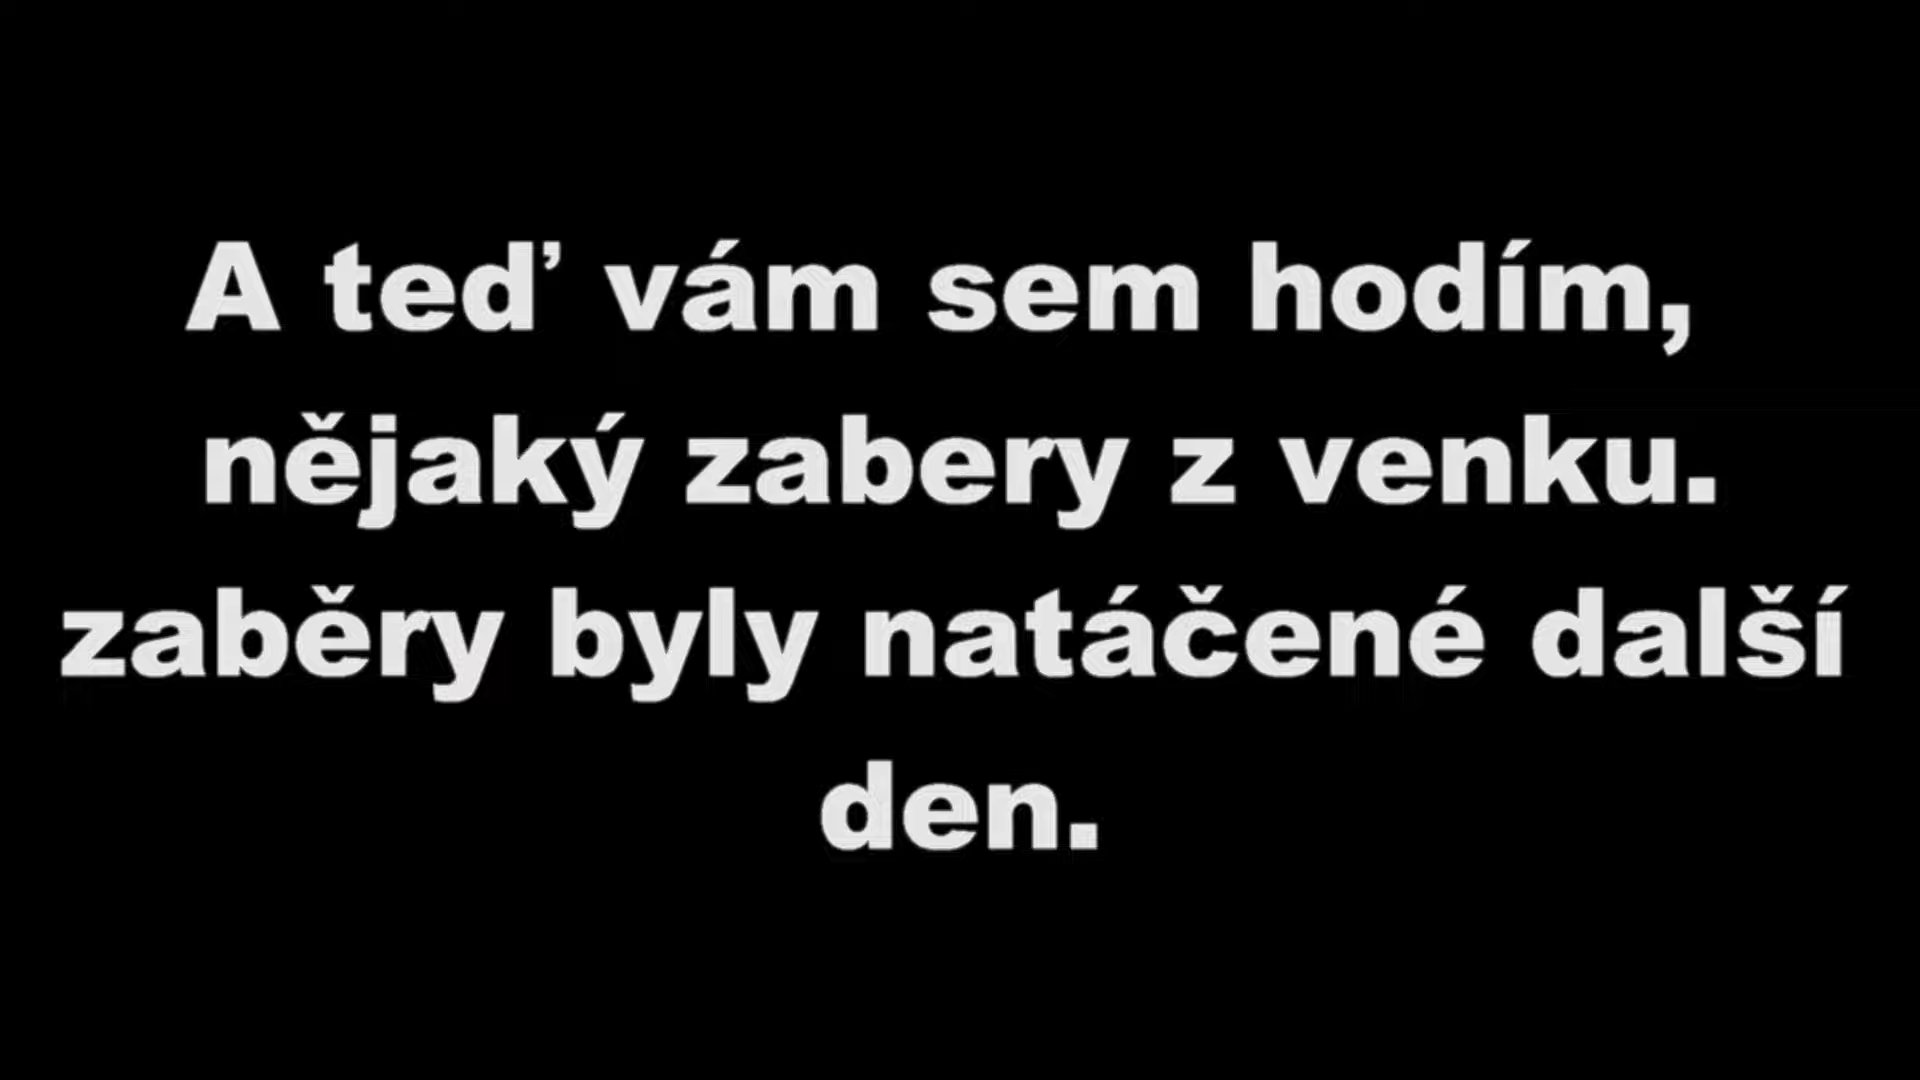 A teď vám sem hodím,
nějaký zabery z venku.
zaběry byly natáčené další
den.